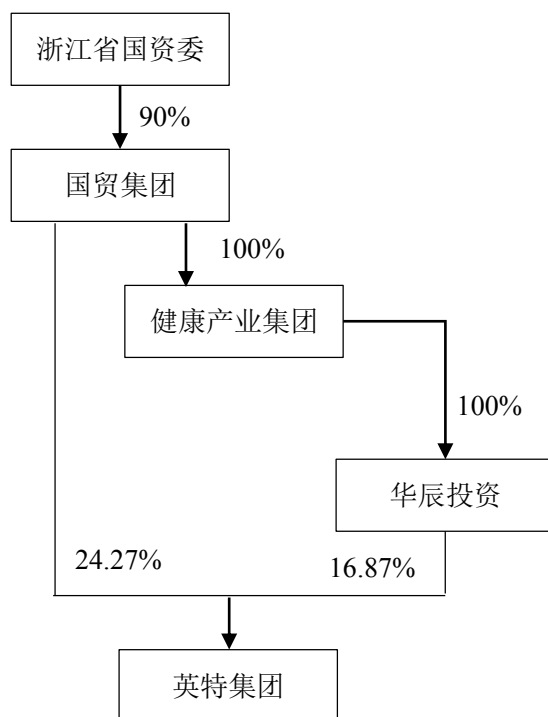 浙江省国资委
90%
国贸集团
100%
健康产业集团
100%
华辰投资
24.27%
16.87%
英特集团